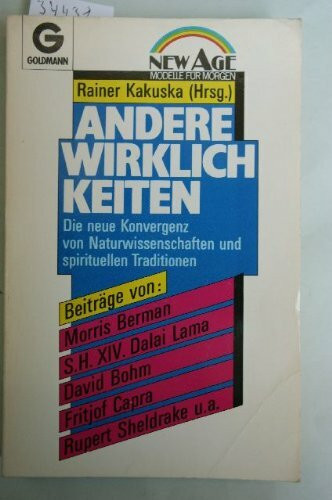 G
GOLDMANN
NEW AGE
MODELLE FÜR MORGEN
Rainer Kakuska (Hrsg.)
ANDERE
WIRKLICH
KEITEN
Die neue Konvergenz
von Naturwissenschaften und
spirituellen Traditionen
Beiträge von:
Morris Berman
S.H. XIV. Dalai Lama
David Bohm
Fritjof Capra
Rupert Sheldrake u.a.